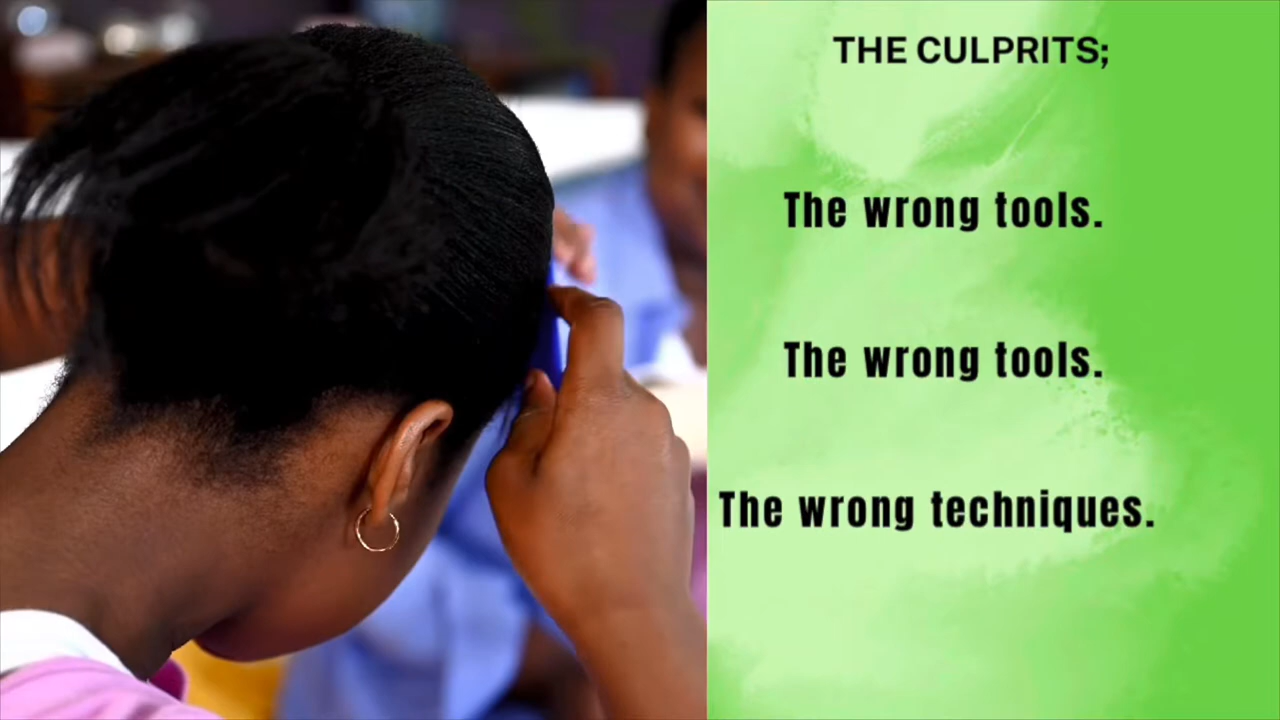 THE CULPRITS;
The wrong tools.
The wrong tools.
The wrong techniques.